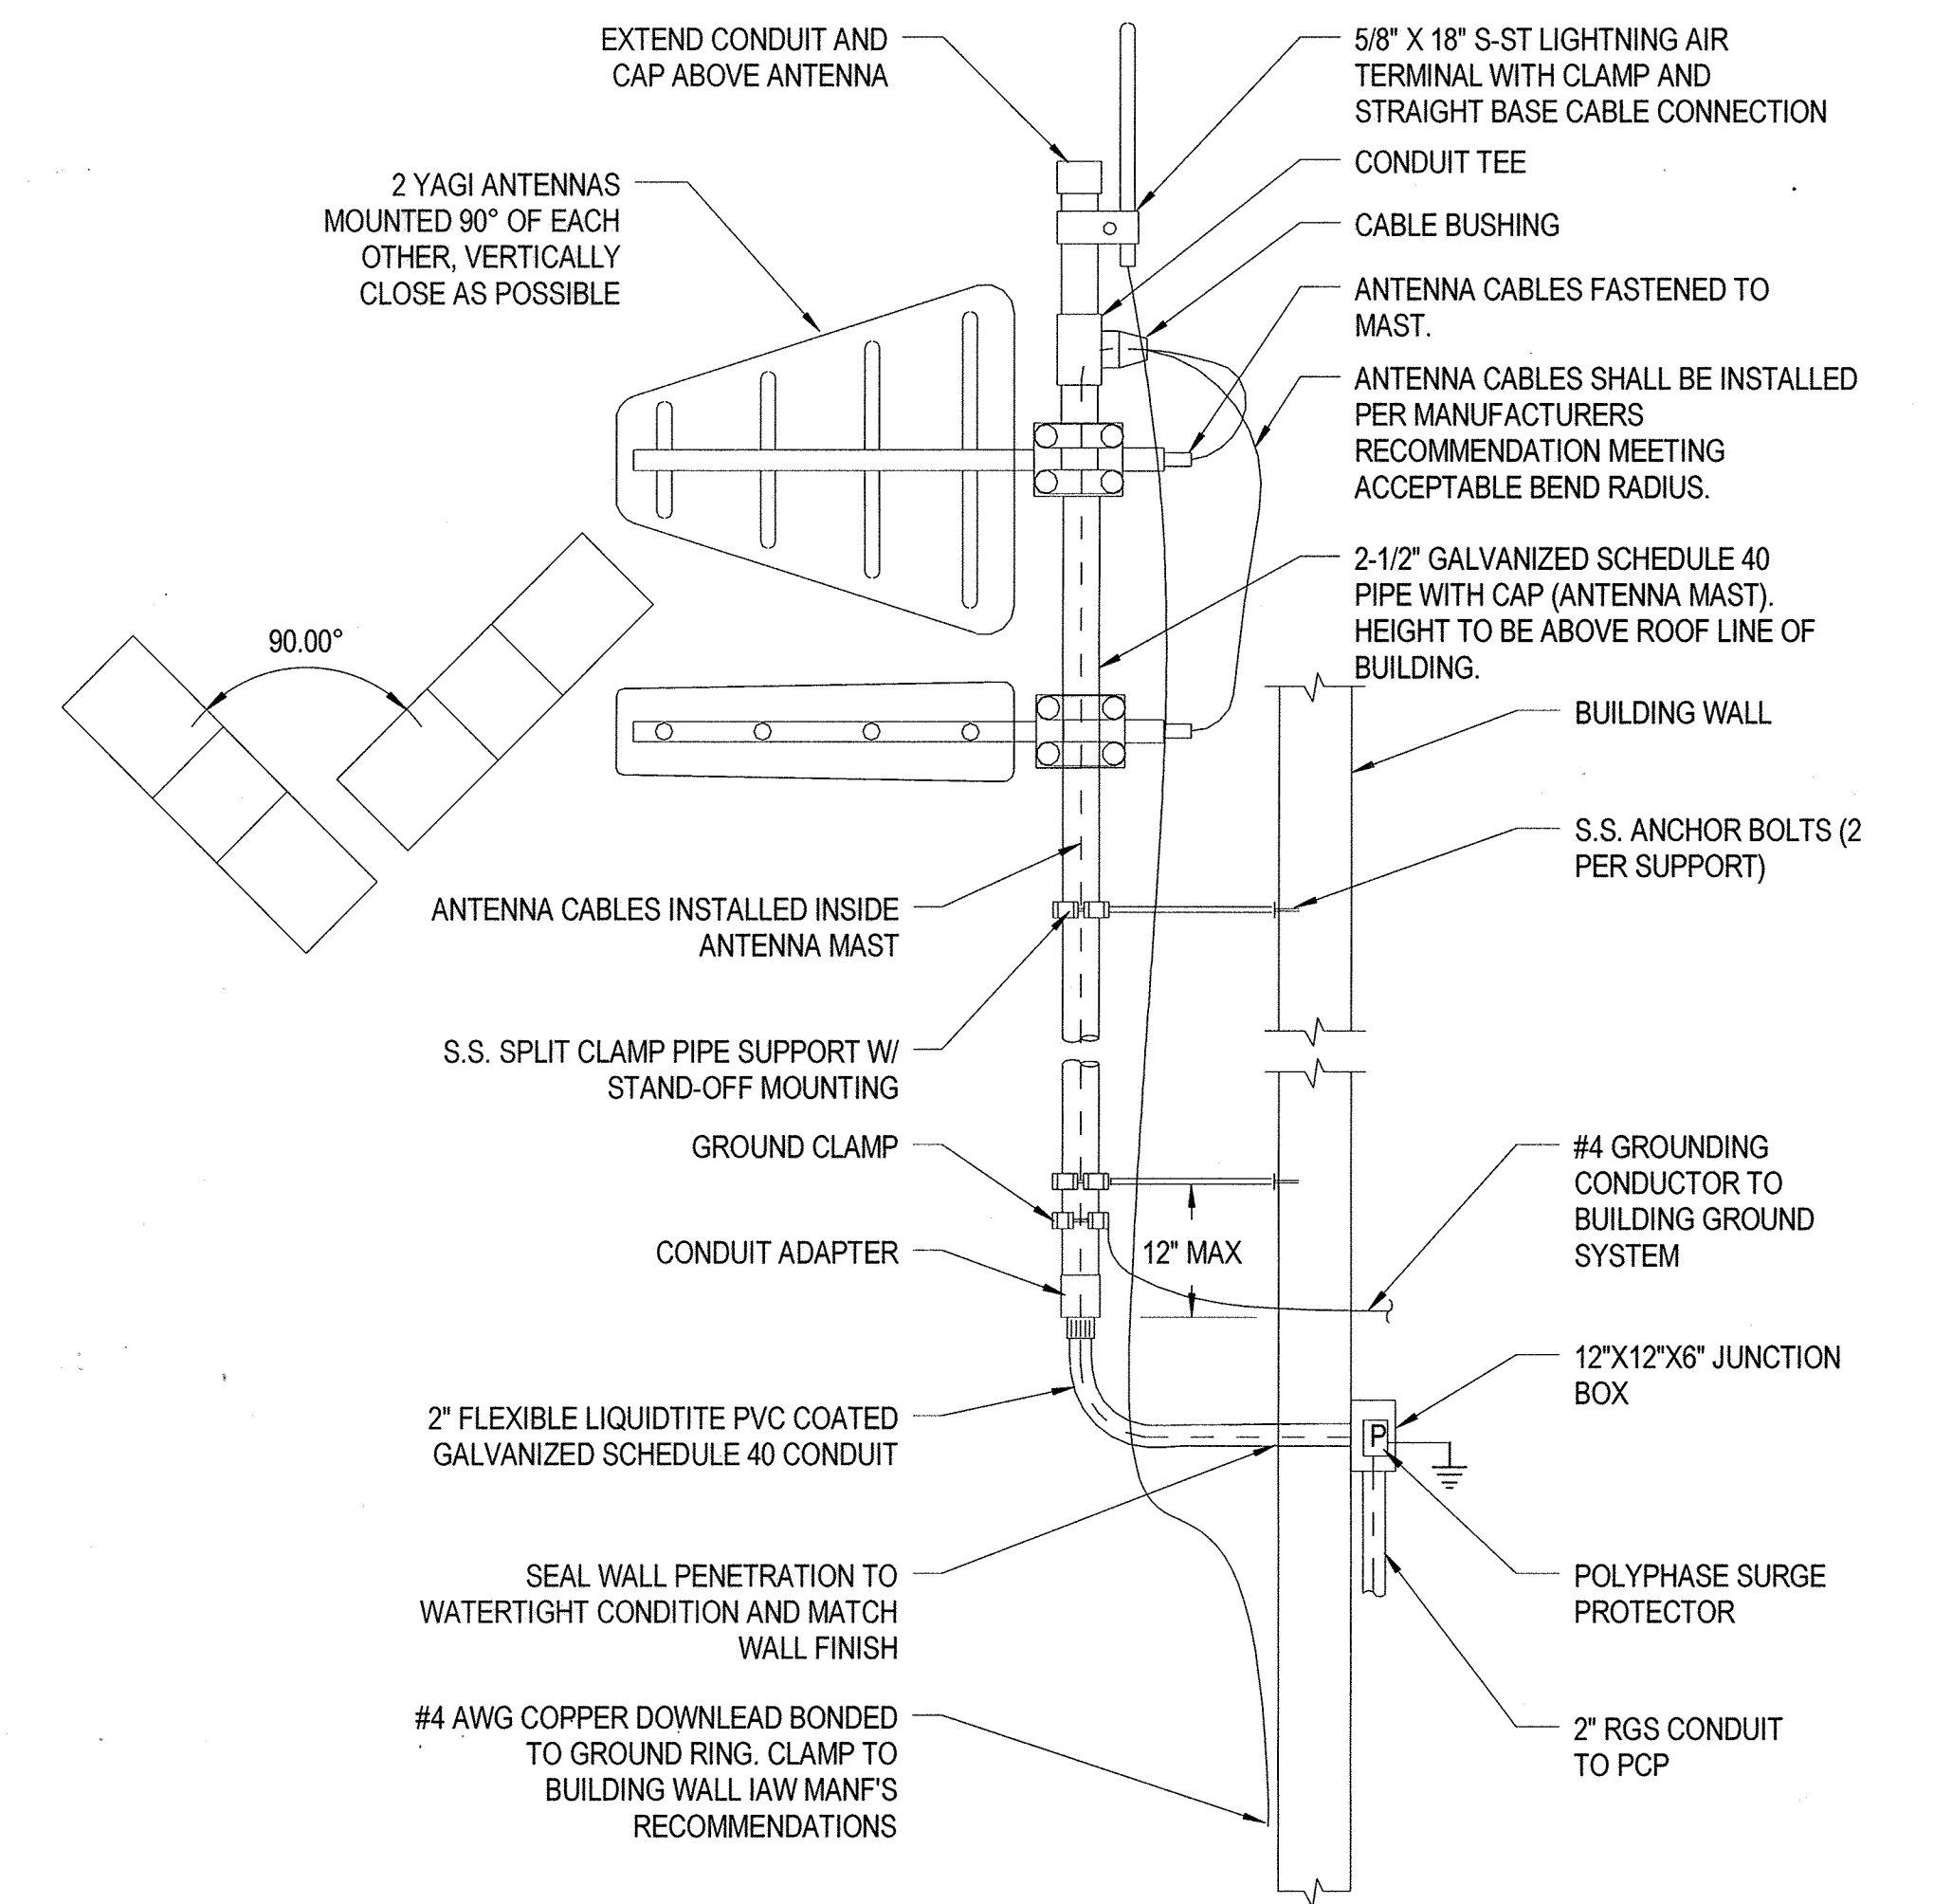 EXTEND CONDUIT AND
CAP ABOVE ANTENNA
5/8" X 18" S-ST LIGHTNING AIR
TERMINAL WITH CLAMP AND
STRAIGHT BASE CABLE CONNECTION
CONDUIT TEE
2 YAGI ANTENNAS
MOUNTED 90° OF EACH
OTHER, VERTICALLY
CLOSE AS POSSIBLE
CABLE BUSHING
ANTENNA CABLES FASTENED TO
MAST.
ANTENNA CABLES SHALL BE INSTALLED
PER MANUFACTURERS
RECOMMENDATION MEETING
ACCEPTABLE BEND RADIUS.
2-1/2" GALVANIZED SCHEDULE 40
PIPE WITH CAP (ANTENNA MAST).
HEIGHT TO BE ABOVE ROOF LINE OF
BUILDING.
90.00°
BUILDING WALL
S.S. ANCHOR BOLTS (2
PER SUPPORT)
ANTENNA CABLES INSTALLED INSIDE
ANTENNA MAST
S.S. SPLIT CLAMP PIPE SUPPORT W/
STAND-OFF MOUNTING
GROUND CLAMP
#4 GROUNDING
CONDUCTOR TO
BUILDING GROUND
SYSTEM
CONDUIT ADAPTER
12" MAX
12"X12"X6" JUNCTION
BOX
2" FLEXIBLE LIQUIDTITE PVC COATED
GALVANIZED SCHEDULE 40 CONDUIT
P
SEAL WALL PENETRATION TO
WATERTIGHT CONDITION AND MATCH
WALL FINISH
POLYPHASE SURGE
PROTECTOR
#4 AWG COPPER DOWNLEAD BONDED
TO GROUND RING. CLAMP TO
BUILDING WALL IAW MANF'S
RECOMMENDATIONS
2" RGS CONDUIT
TO PCP